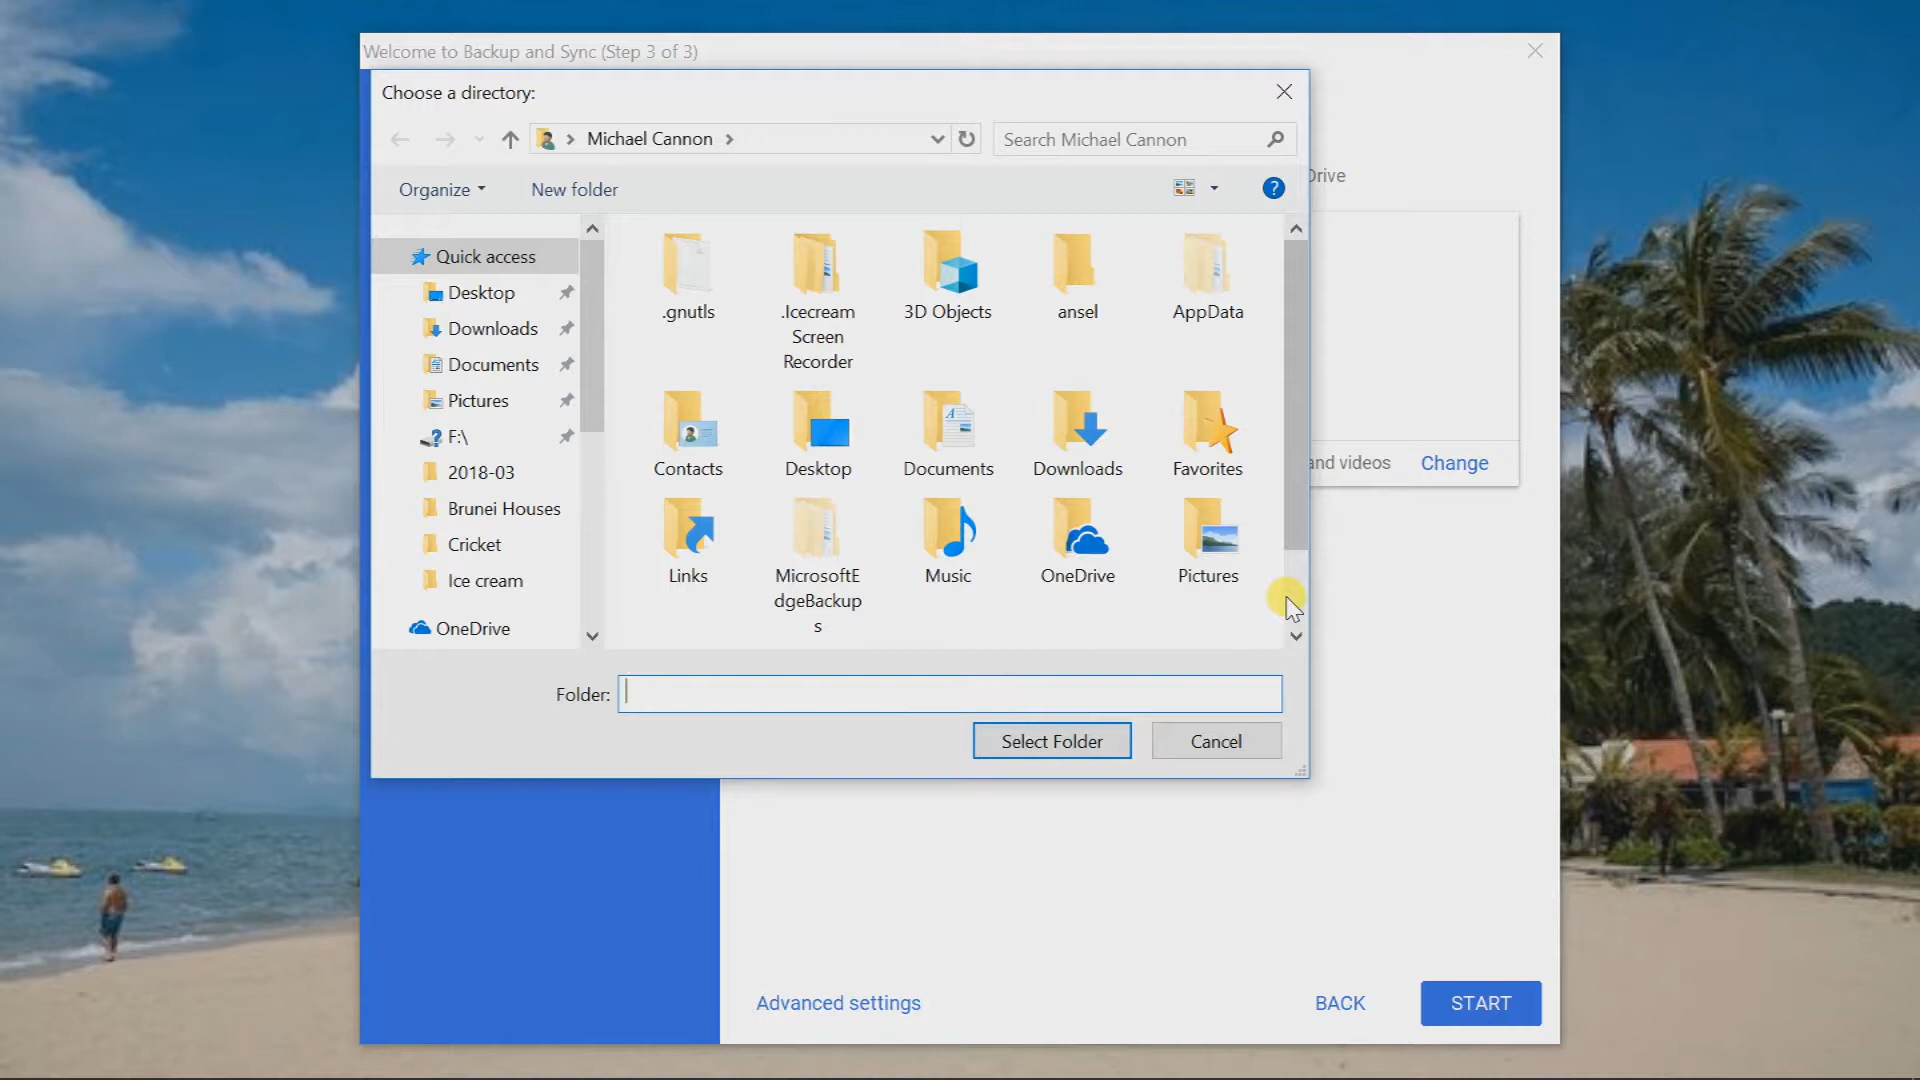 Welcome to Backup and Sync (Step 3 of 3)
Choose a directory:
Michael Cannon
Search Michael Cannon
Organize
New folder
?
Drive
Quick access
Desktop
Downloads
Documents
Pictures
F:\
2018-03
Brunei Houses
Cricket
Ice cream
OneDrive
.gnutls
.Icecream
Screen
Recorder
3D Objects
ansel
AppData
Contacts
Desktop
Documents
Downloads
Favorites
Links
MicrosoftE
dgeBackup
s
Music
OneDrive
Pictures
and videos
Change
Folder:
Select Folder
Cancel
Advanced settings
BACK
START